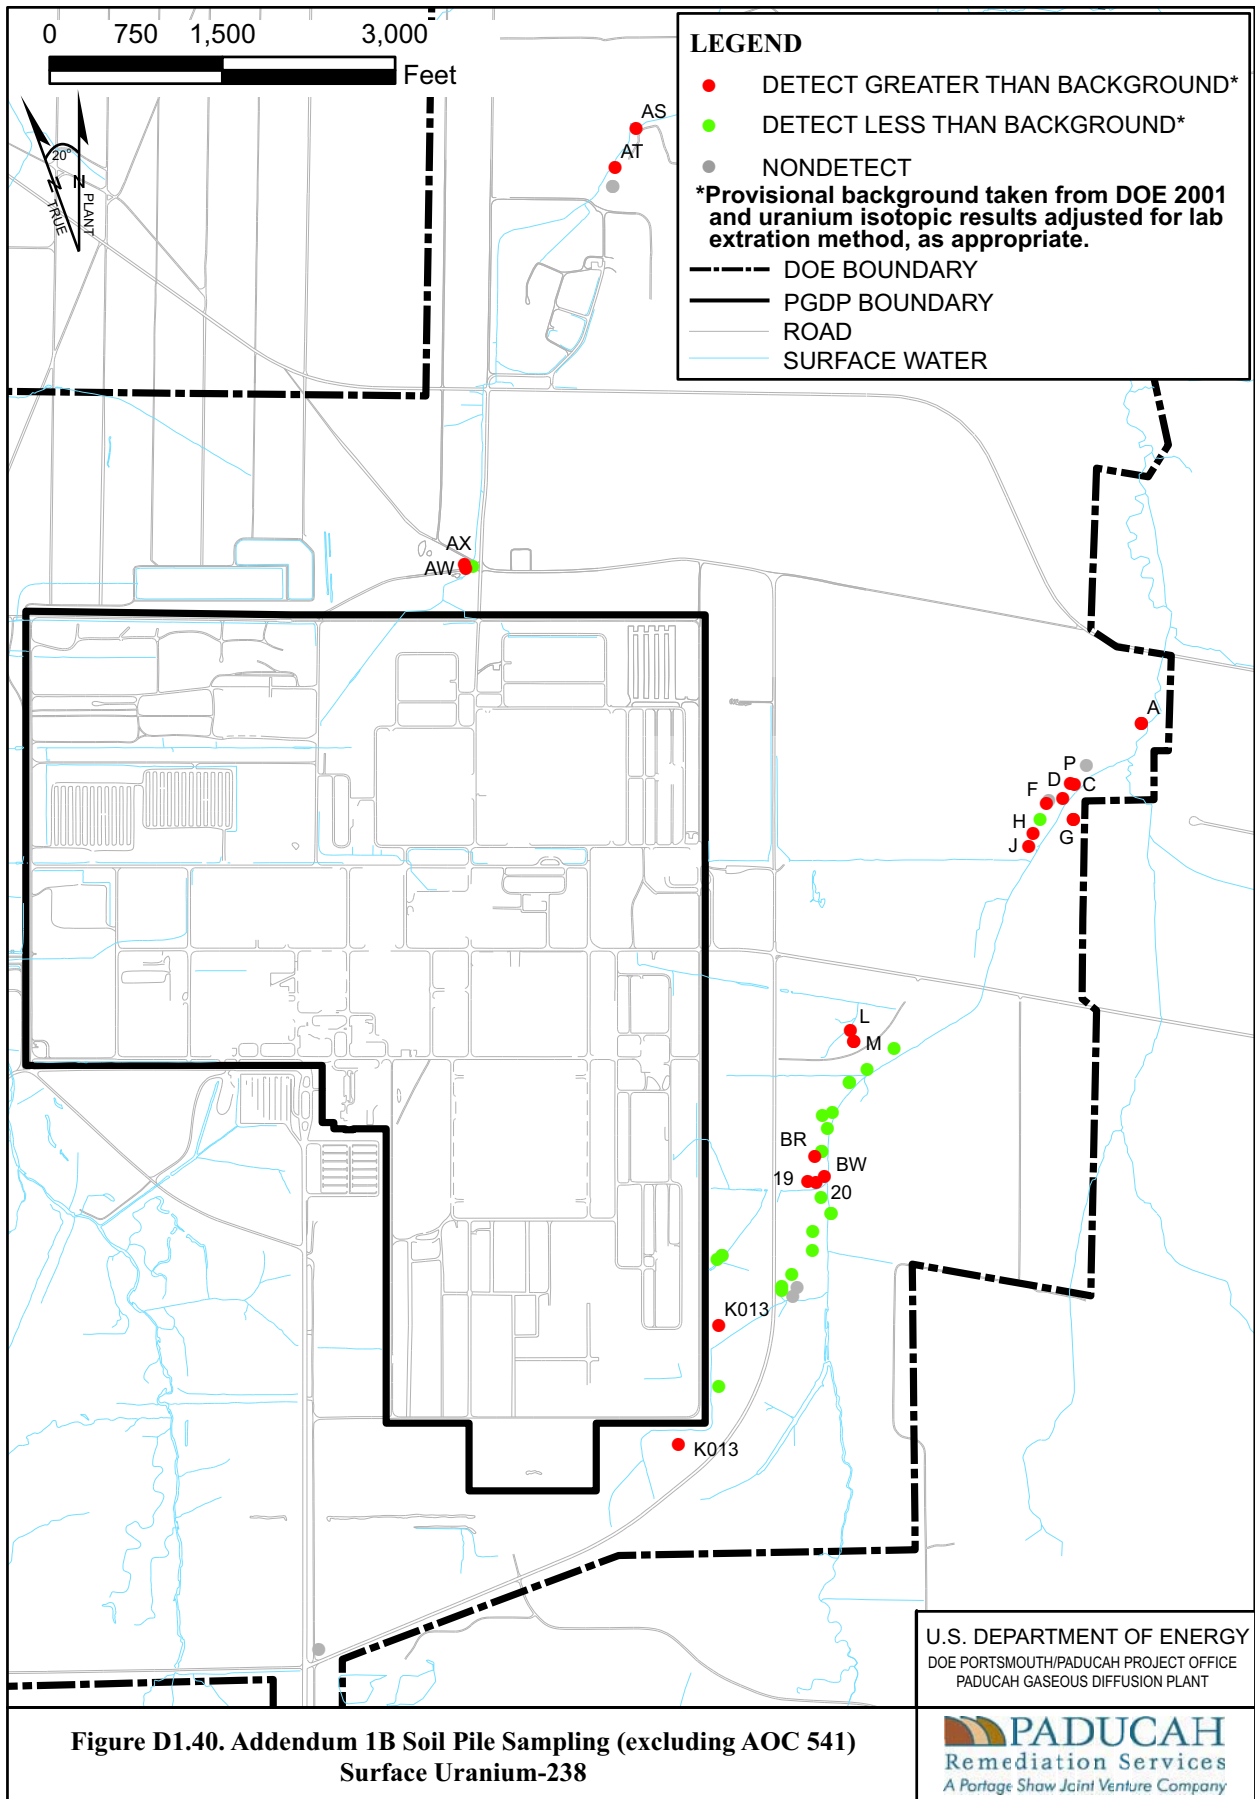 0 750 1,500 3,000
Feet
20°
N
TRUE
N
PLANT
LEGEND
DETECT GREATER THAN BACKGROUND*
DETECT LESS THAN BACKGROUND*
NONDETECT
*Provisional background taken from DOE 2001
and uranium isotopic results adjusted for lab
extration method, as appropriate.
DOE BOUNDARY
PGDP BOUNDARY
ROAD
SURFACE WATER
AS
AT
AX
AW
A
P
D
C
F
H
G
J
L
M
BR
BW
19
20
K013
K013
U.S. DEPARTMENT OF ENERGY
DOE PORTSMOUTH/PADUCAH PROJECT OFFICE
PADUCAH GASEOUS DIFFUSION PLANT
Figure D1.40. Addendum 1B Soil Pile Sampling (excluding AOC 541)
Surface Uranium-238
PADUCAH
Remediation Services
A Portage Shaw Joint Venture Company